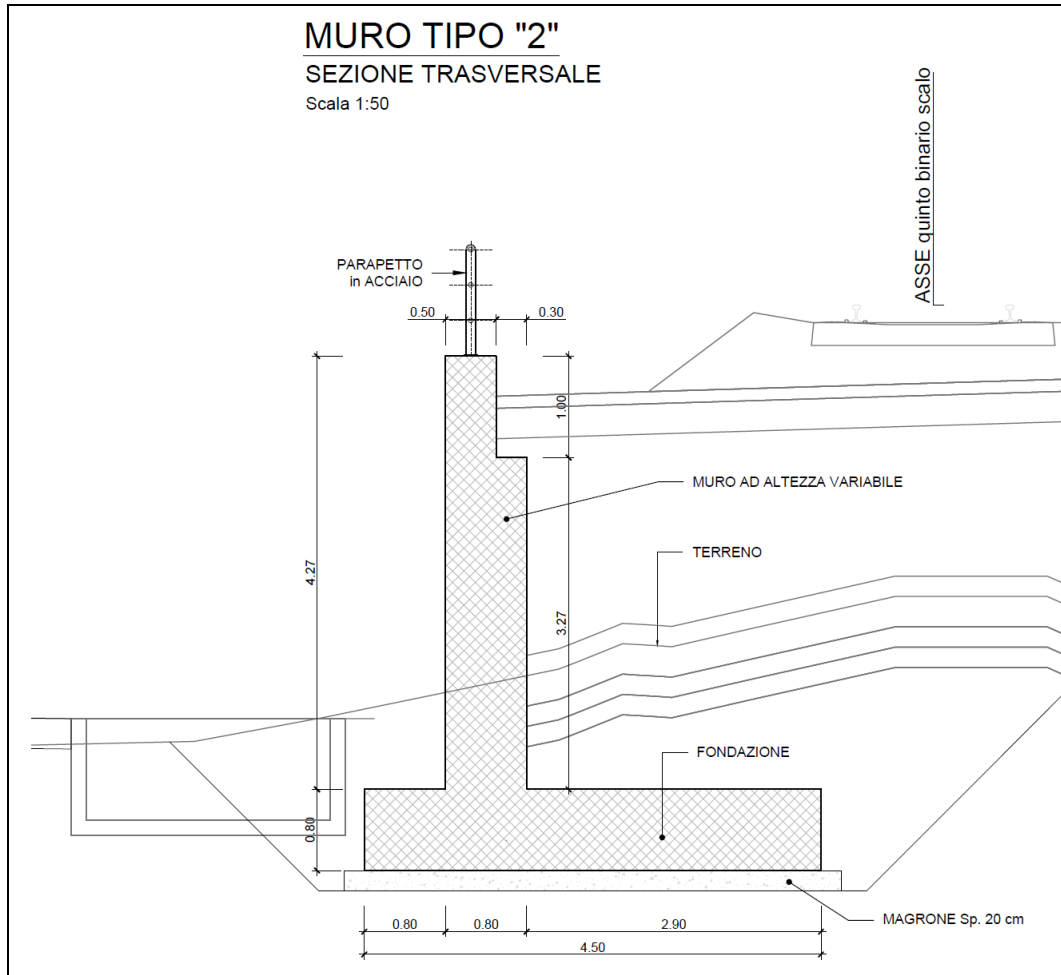 MURO TIPO "2"
SEZIONE TRASVERSALE
Scala 1:50
ASSE quinto binario scalo
PARAPETTO
in ACCIAIO
0.50
0.30
1.00
MURO AD ALTEZZA VARIABILE
TERRENO
4.27
3.27
FONDAZIONE
0.80
MAGRONE Sp. 20 cm
0.80
0.80
2.90
4.50